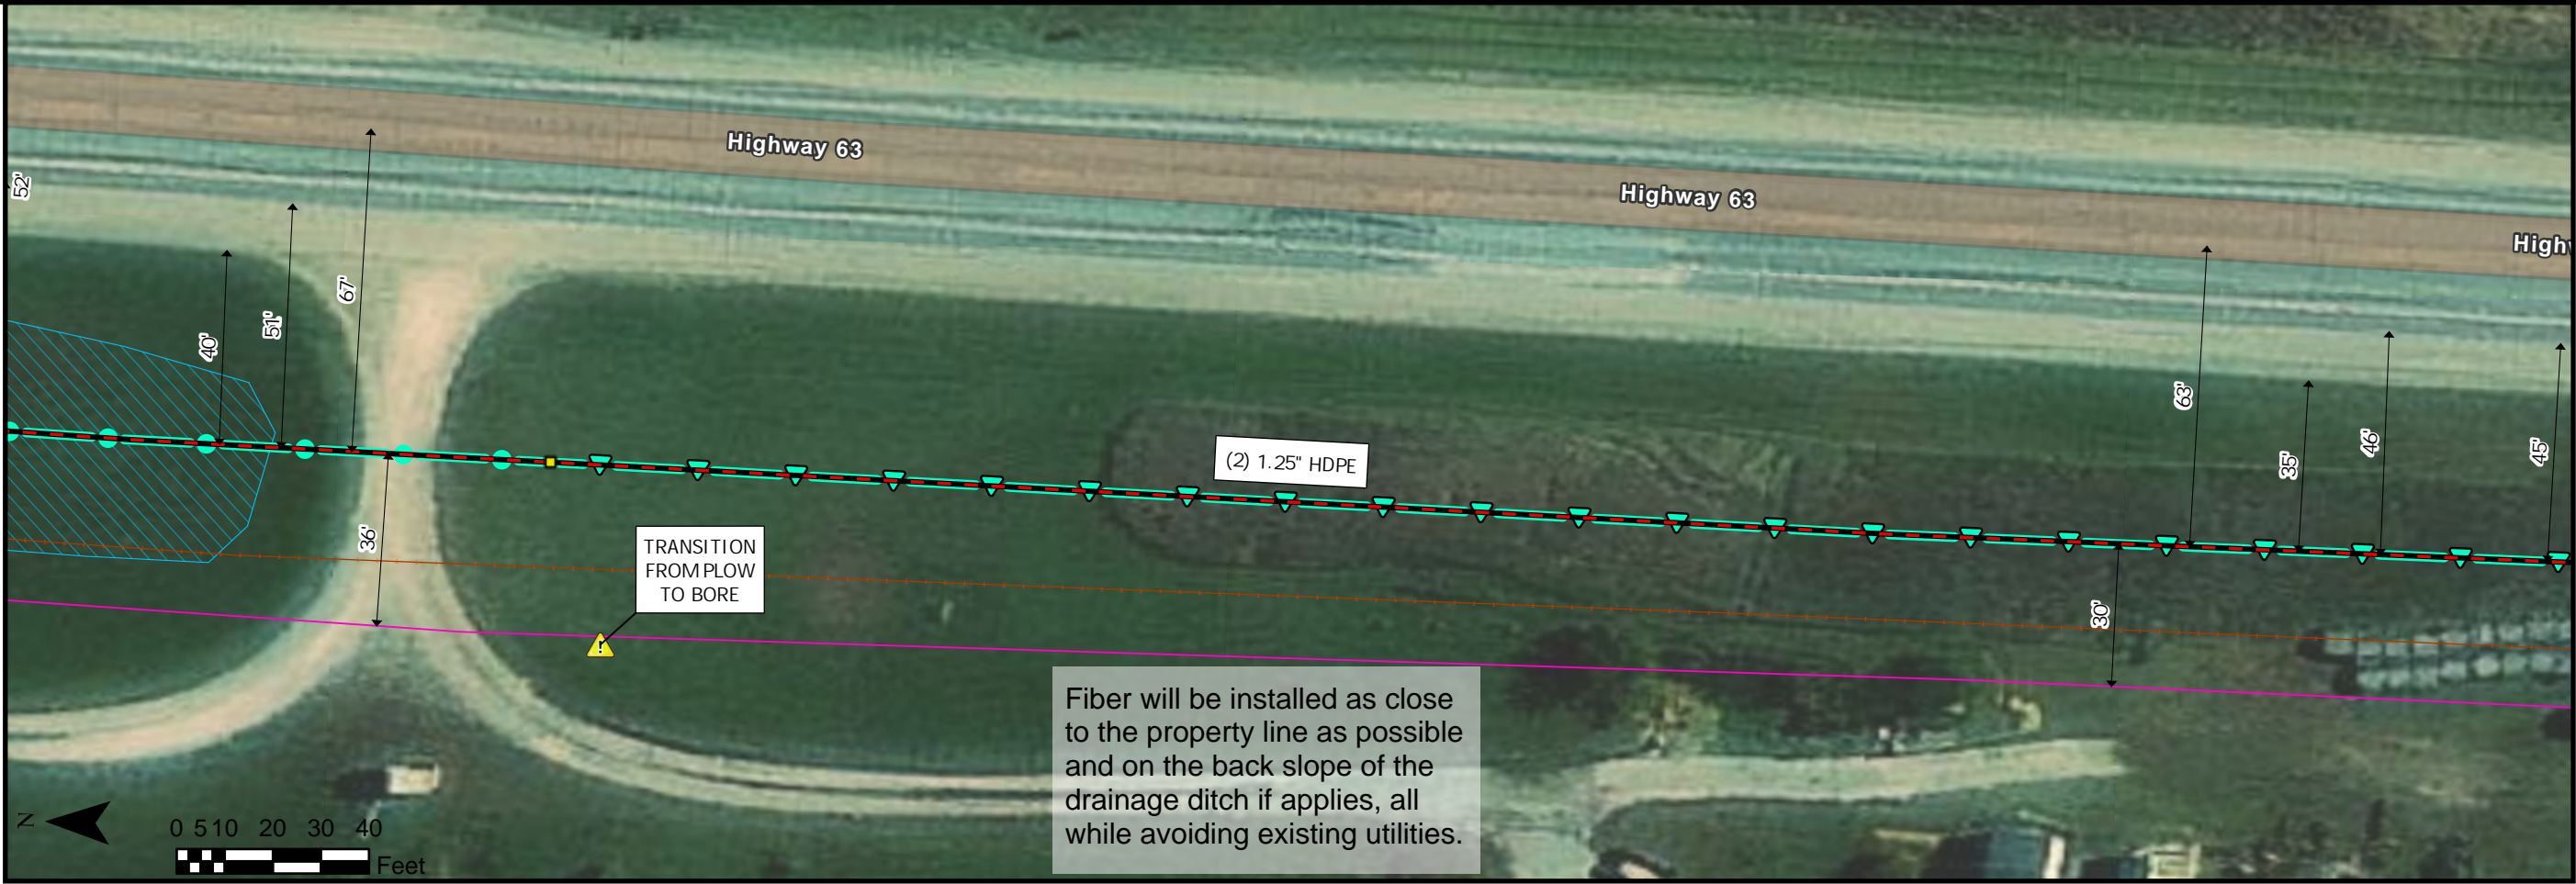 Highway 63
Highway 63
Highw
52'
40'
51'
67'
36'
63'
35'
46'
45'
30'
(2) 1.25" HDPE
TRANSITION
FROM PLOW
TO BORE
!
Fiber will be installed as close
to the property line as possible
and on the back slope of the
drainage ditch if applies, all
while avoiding existing utilities.
N
0 5 10 20 30 40
Feet